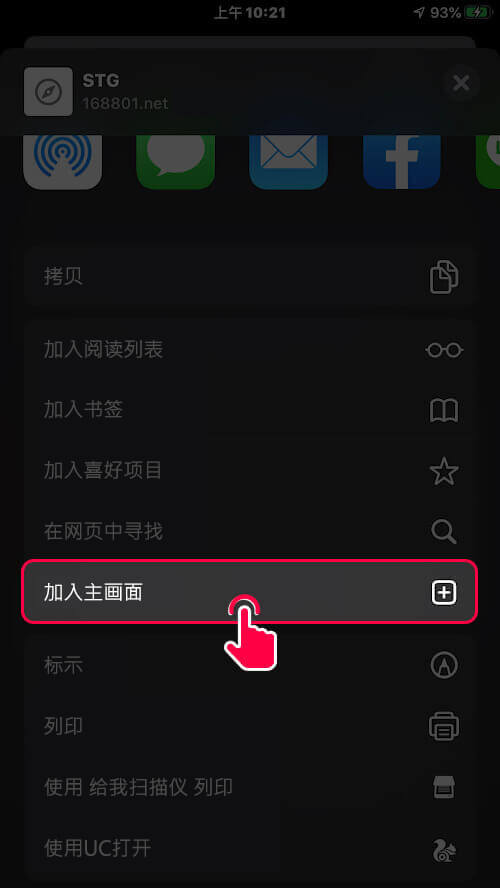 上午 10:21
93%
STG
168801.net
拷贝
加入阅读列表
加入书签
加入喜好项目
在网页中寻找
加入主画面
标示
列印
使用 给我扫描仪 列印
使用UC打开